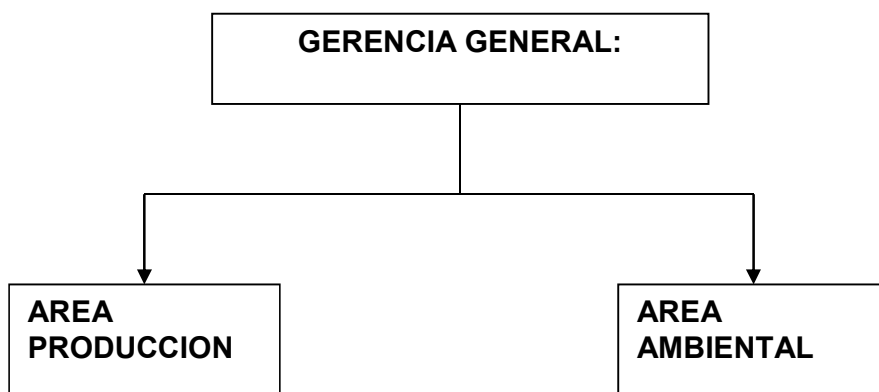 GERENCIA GENERAL:
AREA
PRODUCCION
AREA
AMBIENTAL